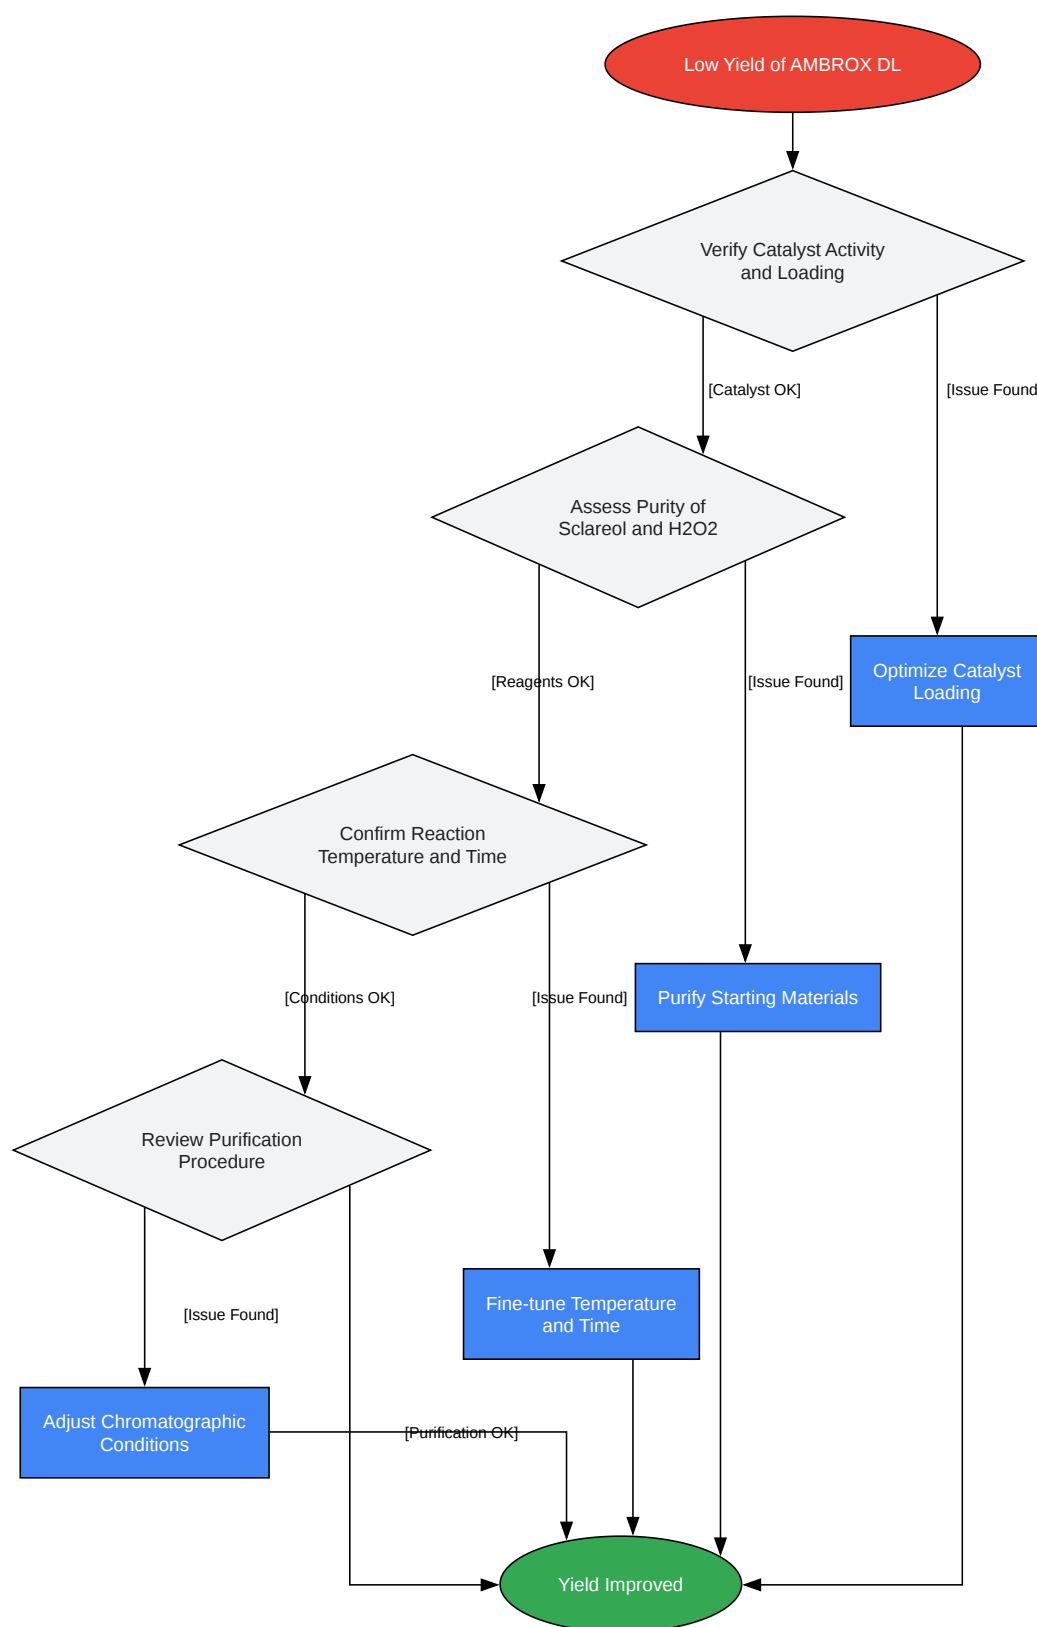 Low Yield of AMBROX DL
Verify Catalyst Activity
and Loading
[Catalyst OK]
[Issue Found
Assess Purity of
Sclareol and H2O2
[Reagents OK]
[Issue Found]
Optimize Catalyst
Loading
Confirm Reaction
Temperature and Time
[Conditions OK]
[Issue Found]
Purify Starting Materials
Review Purification
Procedure
[Issue Found]
Fine-tune Temperature
and Time
Adjust Chromatographic
Conditions
[Purification OK]
Yield Improved